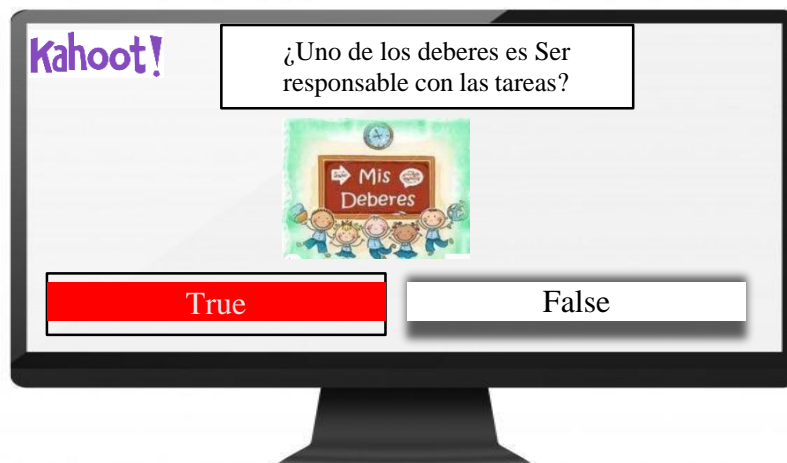 Kahoot!
¿Uno de los deberes es Ser
responsable con las tareas?
Mis
Deberes
True
False